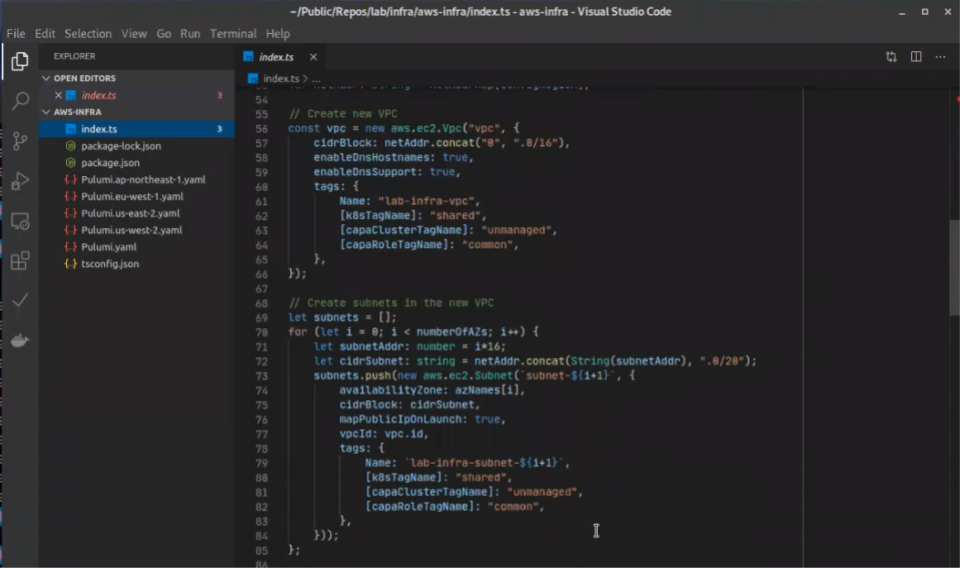 ~/Public/Repos/lab/infra/aws-infra/index.ts - aws-infra - Visual Studio Code
File Edit Selection View Go Run Terminal Help
EXPLORER
index.ts
OPEN EDITORS
index.ts 3
AWS-INFRA
index.ts 3
package-lock.json
package.json
Pulumi.ap-northeast-1.yaml
Pulumi.eu-west-1.yaml
Pulumi.us-east-2.yaml
Pulumi.us-west-2.yaml
Pulumi.yaml
tsconfig.json
index.ts > ...
54
55 // Create new VPC
56 const vpc = new aws.ec2.Vpc("vpc", {
57 cidrBlock: netAddr.concat("0", ".0/16"),
58 enableDnsHostnames: true,
59 enableDnsSupport: true,
60 tags: {
61 Name: "lab-infra-vpc",
62 [k8sTagName]: "shared",
63 [capaClusterTagName]: "unmanaged",
64 [capaRoleTagName]: "common",
65 },
66 });
67
68 // Create subnets in the new VPC
69 let subnets = [];
70 for (let i = 0; i < numberOfAZs; i++) {
71 let subnetAddr: number = i*16;
72 let cidrSubnet: string = netAddr.concat(String(subnetAddr), ".0/20");
73 subnets.push(new aws.ec2.Subnet(`subnet-${i+1}`, {
74 availabilityZone: azNames[i],
75 cidrBlock: cidrSubnet,
76 mapPublicIpOnLaunch: true,
77 vpcId: vpc.id,
78 tags: {
79 Name: `lab-infra-subnet-${i+1}`,
80 [k8sTagName]: "shared",
81 [capaClusterTagName]: "unmanaged",
82 [capaRoleTagName]: "common",
83 },
84 }));
85 };
86